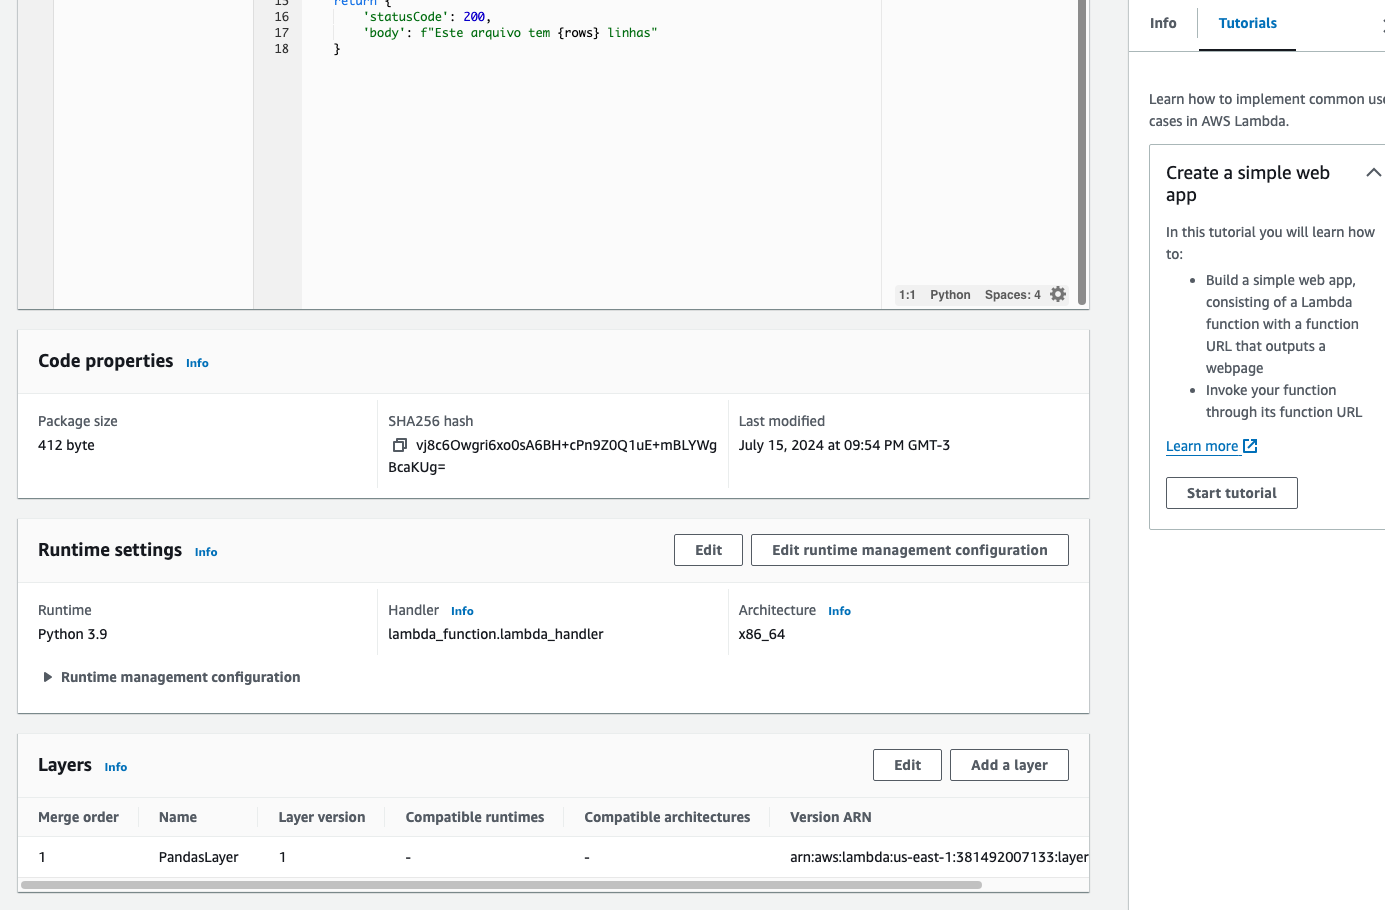 15 return {
16 'statusCode': 200,
17 'body': f"Este arquivo tem {rows} linhas"
18 }
1:1 Python Spaces: 4
Code properties Info
Package size
412 byte
SHA256 hash
vj8c6Owgri6xo0sA6BH+cPn9Z0Q1uE+mBLYWg
BcaKUg=
Last modified
July 15, 2024 at 09:54 PM GMT-3
Runtime settings Info
Edit
Edit runtime management configuration
Runtime
Python 3.9
Handler Info
lambda_function.lambda_handler
Architecture Info
x86_64
Runtime management configuration
Layers Info
Edit
Add a layer
Merge order Name Layer version Compatible runtimes Compatible architectures Version ARN
1 PandasLayer 1 - - arn:aws:lambda:us-east-1:381492007133:layer
Info Tutorials
Learn how to implement common use
cases in AWS Lambda.
Create a simple web
app
In this tutorial you will learn how
to:
• Build a simple web app,
consisting of a Lambda
function with a function
URL that outputs a
webpage
• Invoke your function
through its function URL
Learn more
Start tutorial